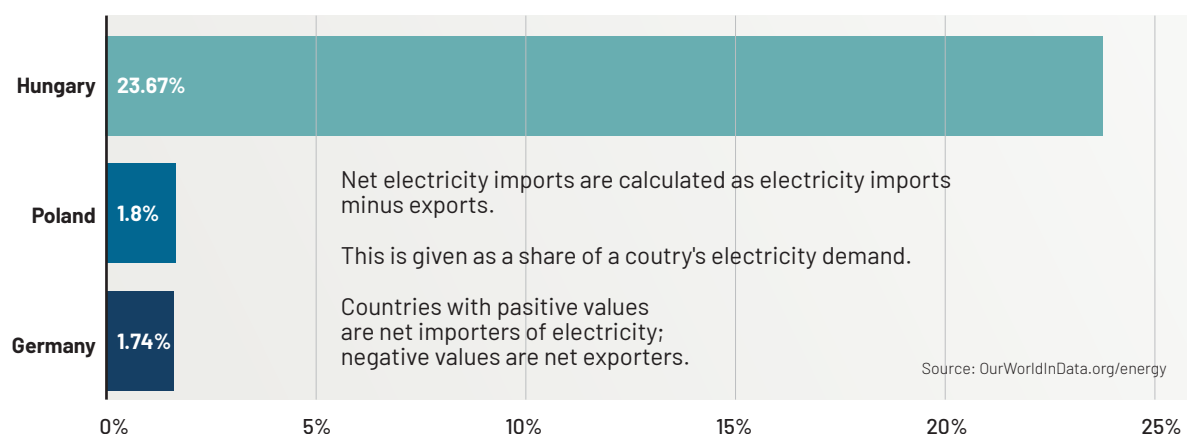 Hungary
23.67%
Poland
1.8%
Germany
1.74%
Net electricity imports are calculated as electricity imports
minus exports.
This is given as a share of a coutry's electricity demand.
Countries with pasitive values
are net importers of electricity;
negative values are net exporters.
Source: OurWorldInData.org/energy
0%
5%
10%
15%
20%
25%